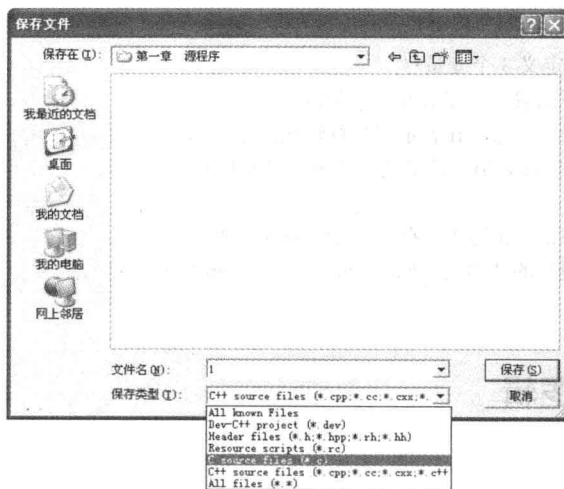 保存文件
保存在(I): 第一章 源程序
我最近的文档
桌面
我的文档
我的电脑
网上邻居
文件名(N): 1 保存(S)
保存类型(T): C++ source files (*.cpp;*.cc;*.cxx;*. 取消
All known Files
Dev-C++ project (*.dev)
Header files (*.h;*.hpp;*.rh;*.hh)
Resource scripts (*.rc)
C source files (*.c)
C++ source files (*.cpp;*.cc;*.cxx;*.c++
All files (*.*)